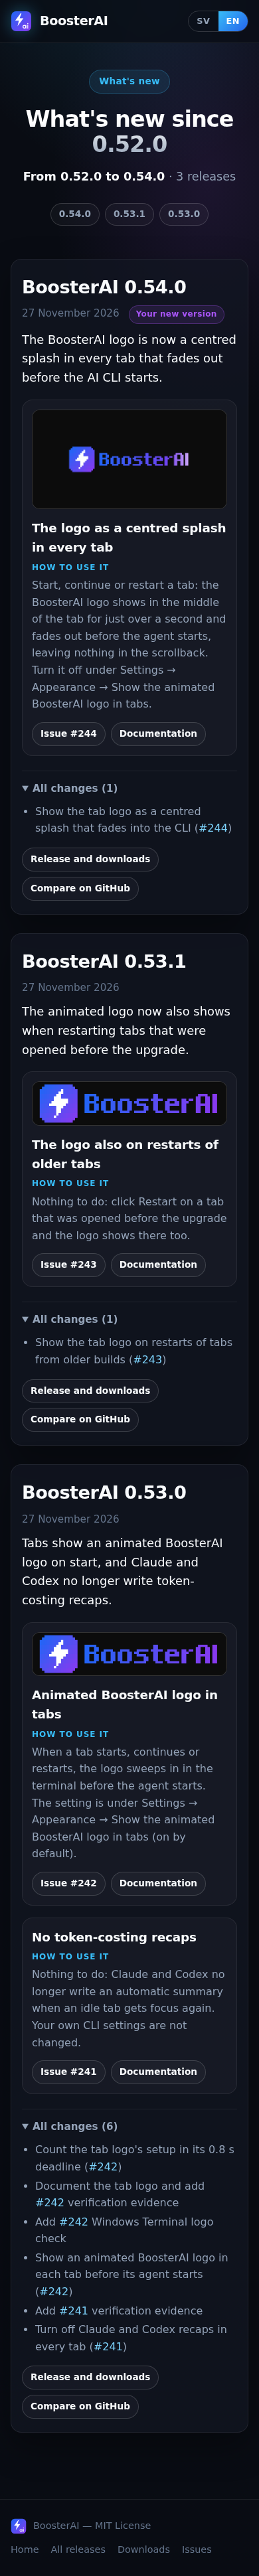 BoosterAI
SV
EN
What's new
What's new since
0.52.0
From 0.52.0 to 0.54.0 · 3 releases
0.54.0
0.53.1
0.53.0
BoosterAI 0.54.0
27 November 2026
Your new version
The BoosterAI logo is now a centred
splash in every tab that fades out
before the AI CLI starts.
BoosterAI
The logo as a centred splash
in every tab
HOW TO USE IT
Start, continue or restart a tab: the
BoosterAI logo shows in the middle
of the tab for just over a second and
fades out before the agent starts,
leaving nothing in the scrollback.
Turn it off under Settings →
Appearance → Show the animated
BoosterAI logo in tabs.
Issue #244
Documentation
▼ All changes (1)
• Show the tab logo as a centred
splash that fades into the CLI (#244)
Release and downloads
Compare on GitHub
BoosterAI 0.53.1
27 November 2026
The animated logo now also shows
when restarting tabs that were
opened before the upgrade.
BoosterAI
The logo also on restarts of
older tabs
HOW TO USE IT
Nothing to do: click Restart on a tab
that was opened before the upgrade
and the logo shows there too.
Issue #243
Documentation
▼ All changes (1)
• Show the tab logo on restarts of tabs
from older builds (#243)
Release and downloads
Compare on GitHub
BoosterAI 0.53.0
27 November 2026
Tabs show an animated BoosterAI
logo on start, and Claude and
Codex no longer write token-
costing recaps.
BoosterAI
Animated BoosterAI logo in
tabs
HOW TO USE IT
When a tab starts, continues or
restarts, the logo sweeps in in the
terminal before the agent starts.
The setting is under Settings →
Appearance → Show the animated
BoosterAI logo in tabs (on by
default).
Issue #242
Documentation
No token-costing recaps
HOW TO USE IT
Nothing to do: Claude and Codex no
longer write an automatic summary
when an idle tab gets focus again.
Your own CLI settings are not
changed.
Issue #241
Documentation
▼ All changes (6)
• Count the tab logo's setup in its 0.8 s
deadline (#242)
• Document the tab logo and add
#242 verification evidence
• Add #242 Windows Terminal logo
check
• Show an animated BoosterAI logo in
each tab before its agent starts
(#242)
• Add #241 verification evidence
• Turn off Claude and Codex recaps in
every tab (#241)
Release and downloads
Compare on GitHub
BoosterAI — MIT License
Home
All releases
Downloads
Issues